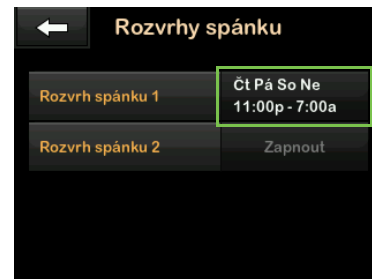 Rozvrhy spánku
Rozvrh spánku 1
Čt Pá So Ne
11:00p - 7:00a
Rozvrh spánku 2
Zapnout